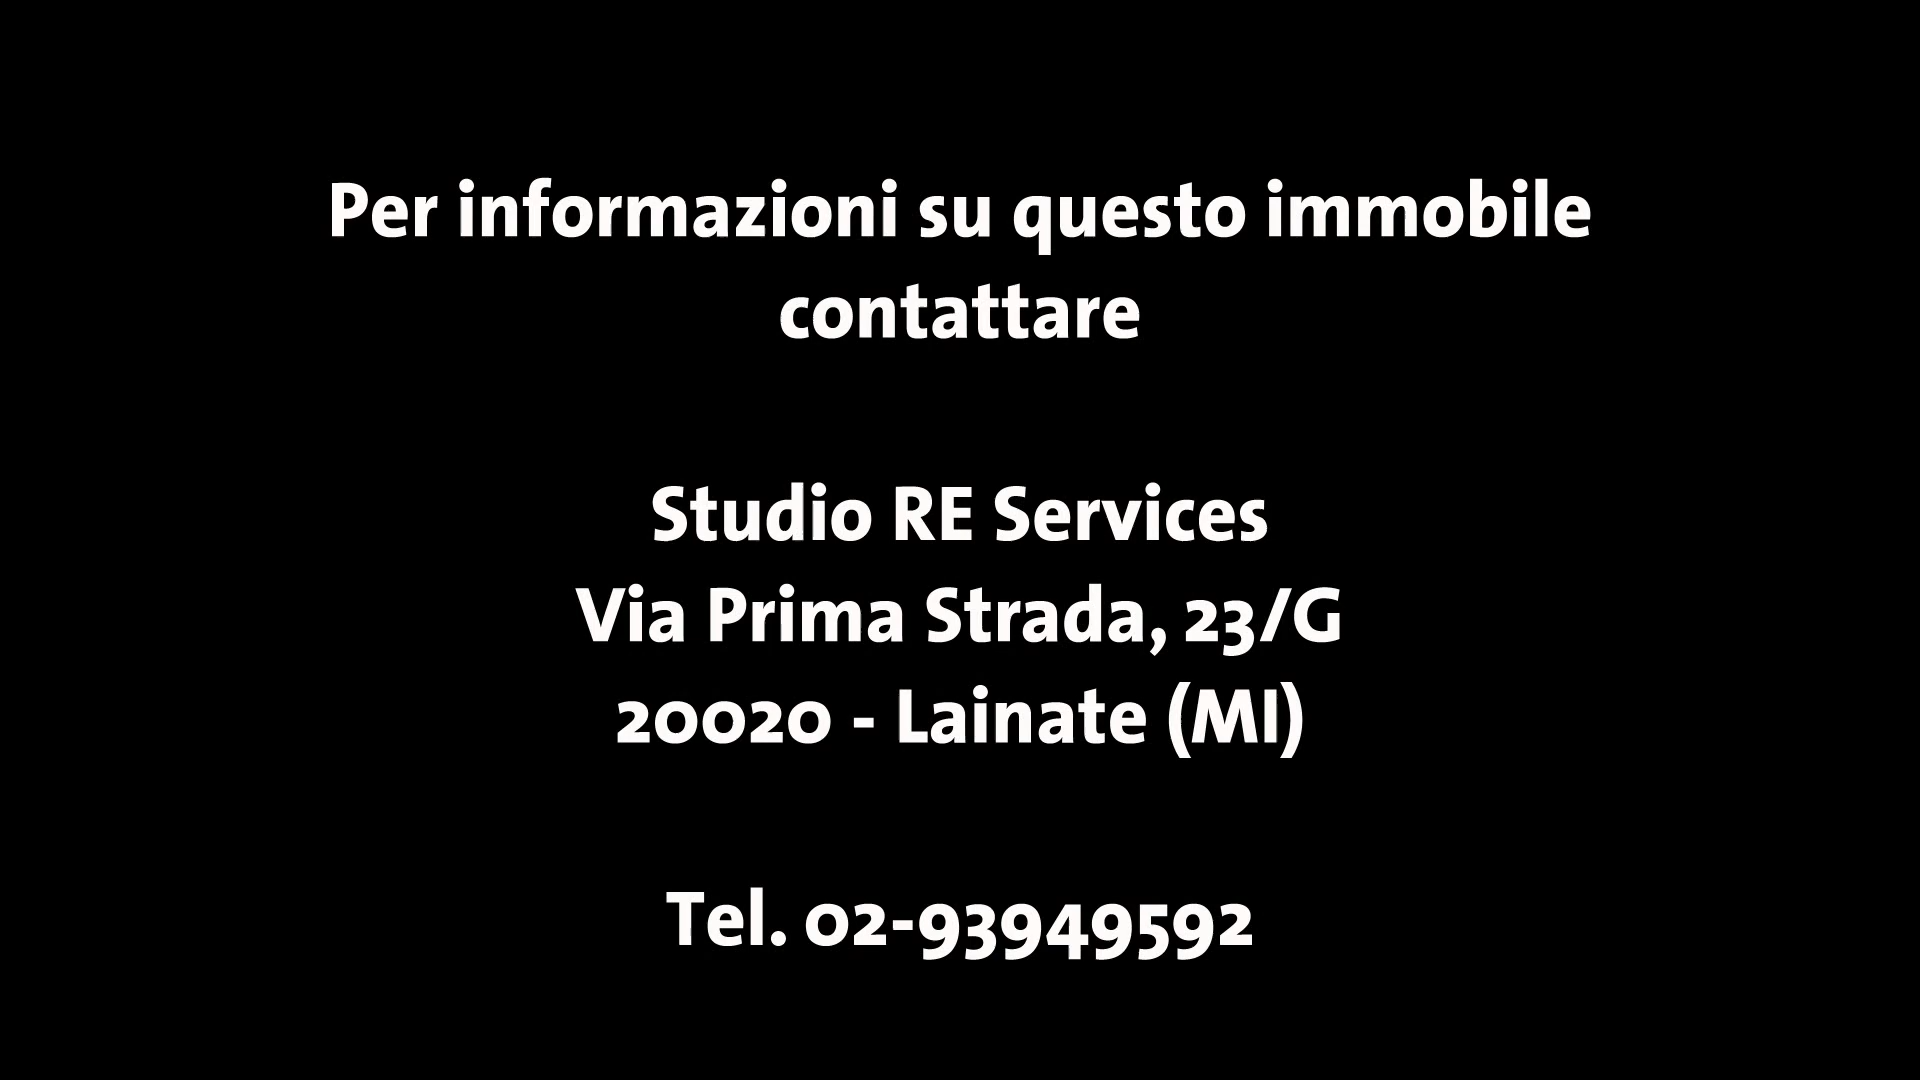 Per informazioni su questo immobile
contattare
Studio RE Services
Via Prima Strada, 23/G
20020 - Lainate (MI)
Tel. 02-93949592